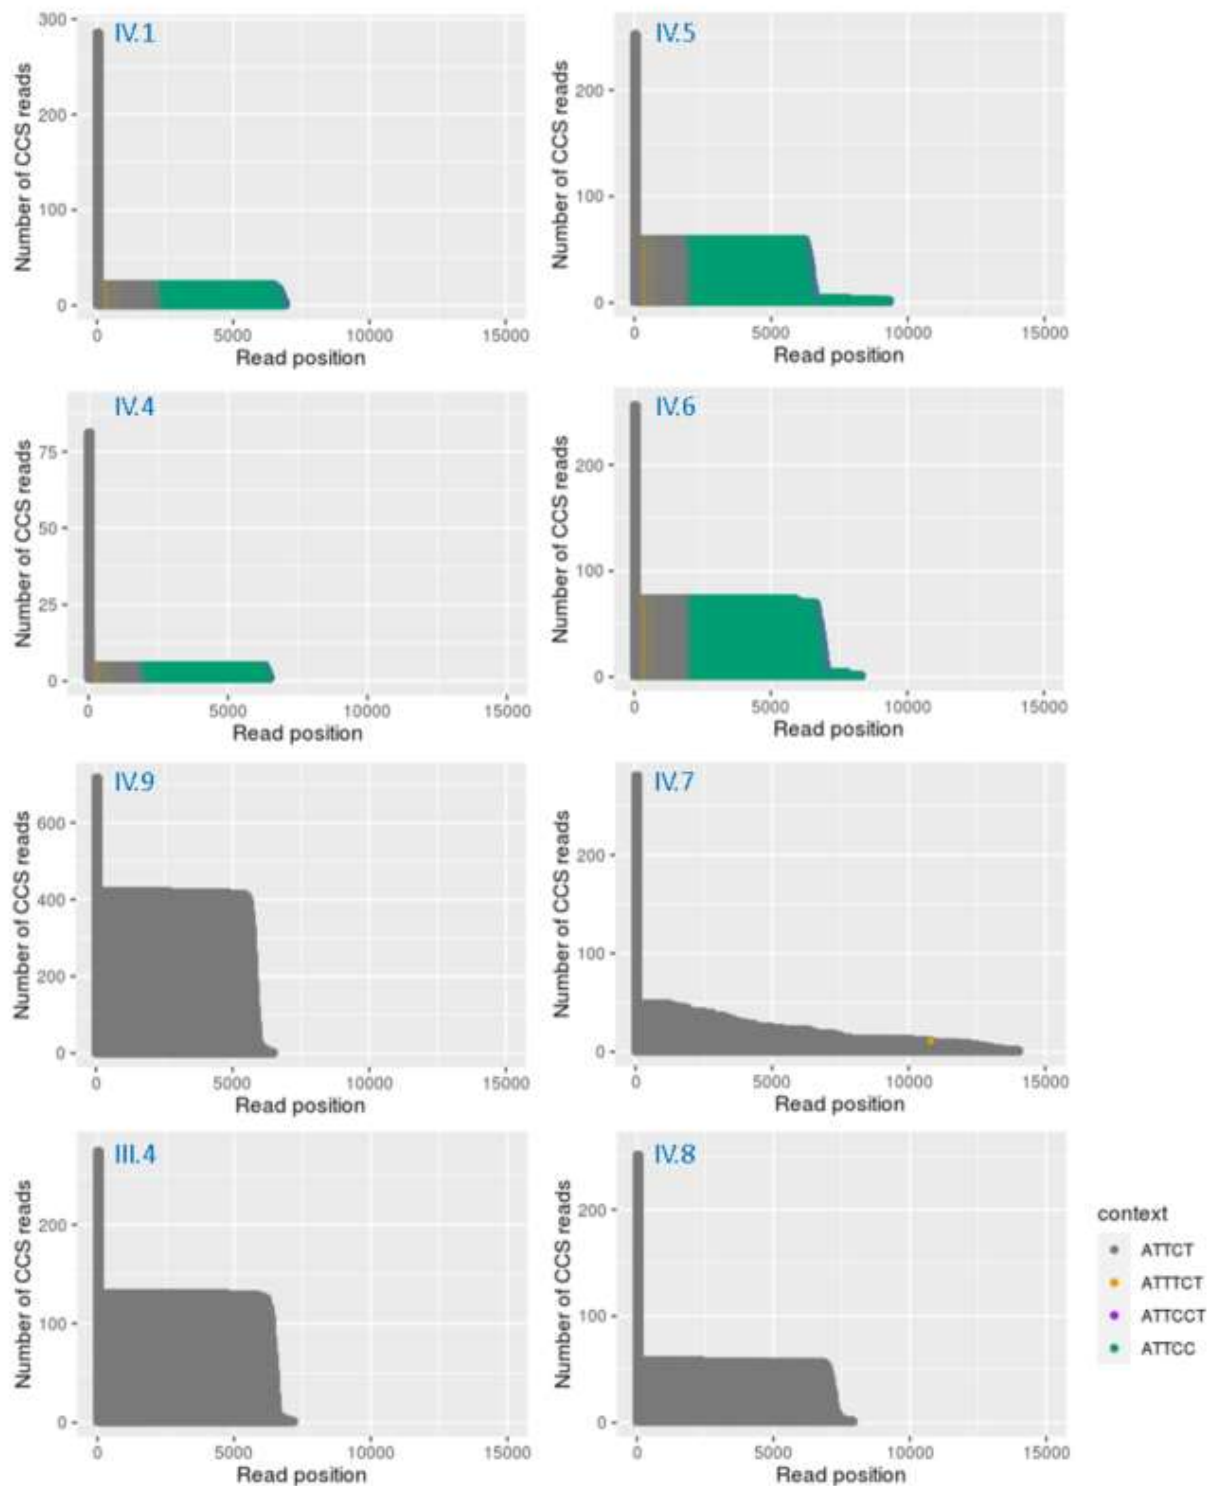 IV.1
300
200
100
0
Number of CCS reads
0 5000 10000 15000
Read position
IV.5
200
100
0
Number of CCS reads
0 5000 10000 15000
Read position
IV.4
75
50
25
0
Number of CCS reads
0 5000 10000 15000
Read position
IV.6
200
100
0
Number of CCS reads
0 5000 10000 15000
Read position
IV.9
600
400
200
0
Number of CCS reads
0 5000 10000 15000
Read position
IV.7
200
100
0
Number of CCS reads
0 5000 10000 15000
Read position
III.4
200
100
0
Number of CCS reads
0 5000 10000 15000
Read position
IV.8
200
100
0
Number of CCS reads
0 5000 10000 15000
Read position
context
ATTCT
ATTTCT
ATTCCT
ATTCC